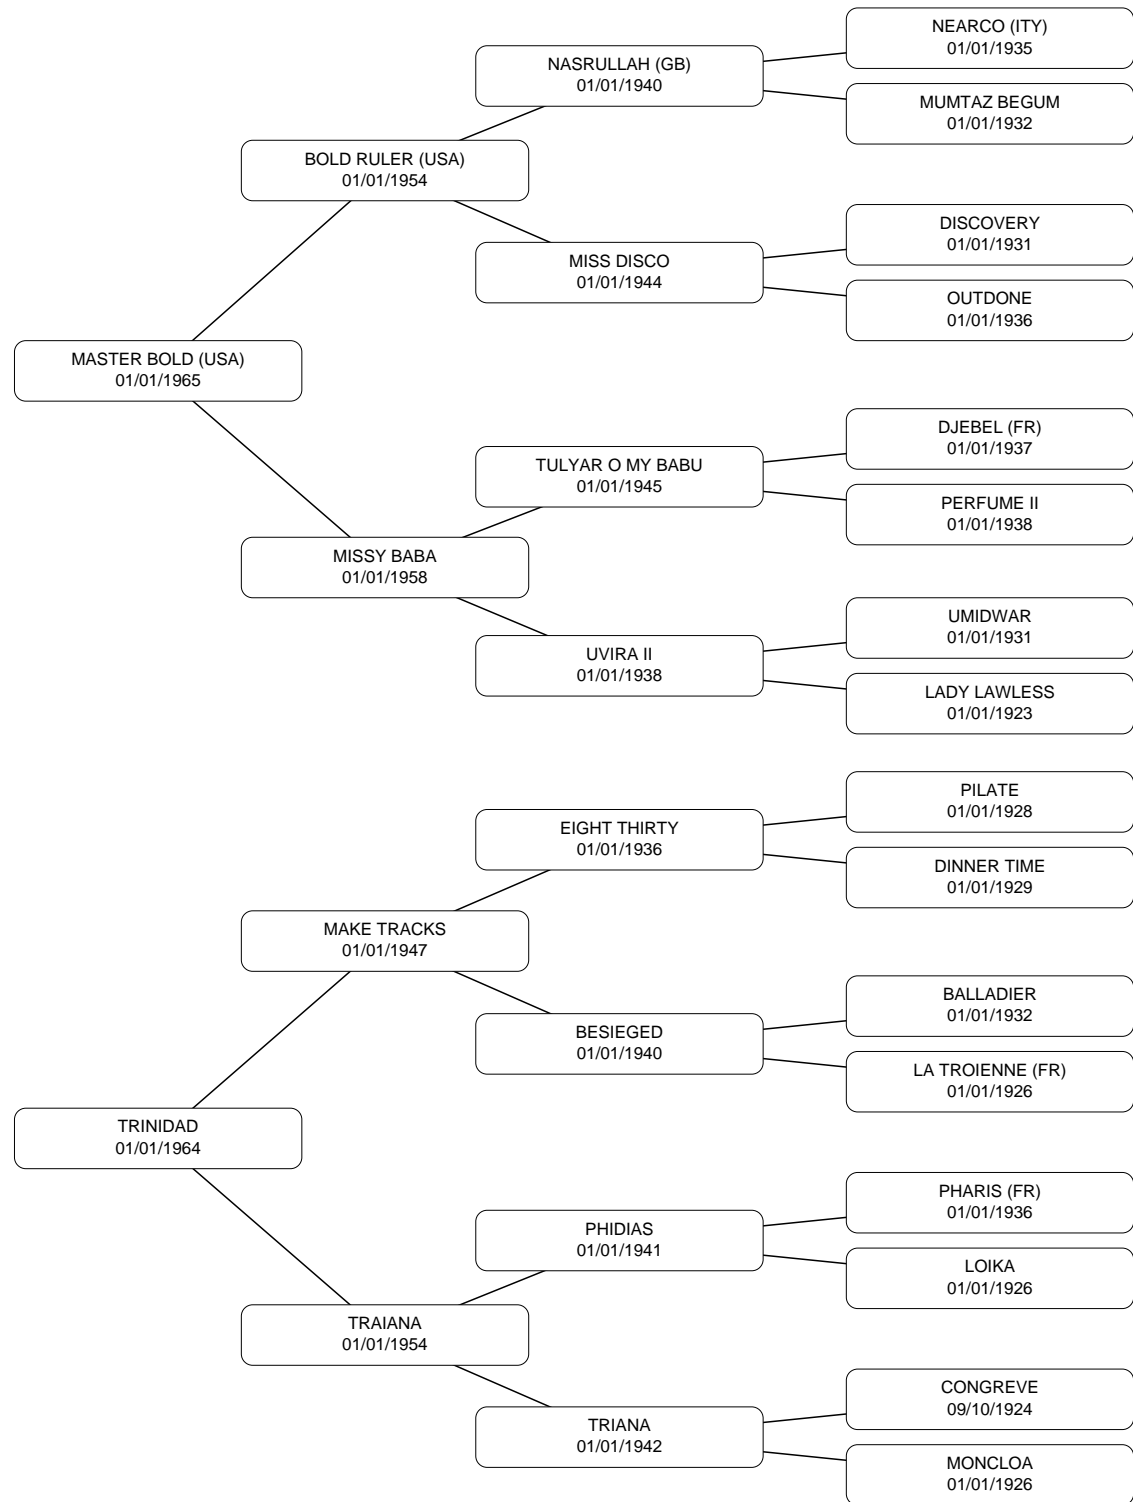 NEARCO (ITY)
01/01/1935
NASRULLAH (GB)
01/01/1940
MUMTAZ BEGUM
01/01/1932
BOLD RULER (USA)
01/01/1954
DISCOVERY
01/01/1931
MISS DISCO
01/01/1944
OUTDONE
01/01/1936
MASTER BOLD (USA)
01/01/1965
DJEBEL (FR)
01/01/1937
TULYAR O MY BABU
01/01/1945
PERFUME II
01/01/1938
MISSY BABA
01/01/1958
UMIDWAR
01/01/1931
UVIRA II
01/01/1938
LADY LAWLESS
01/01/1923
PILATE
01/01/1928
EIGHT THIRTY
01/01/1936
DINNER TIME
01/01/1929
MAKE TRACKS
01/01/1947
BALLADIER
01/01/1932
BESIEGED
01/01/1940
LA TROIENNE (FR)
01/01/1926
TRINIDAD
01/01/1964
PHARIS (FR)
01/01/1936
PHIDIAS
01/01/1941
LOIKA
01/01/1926
TRAIANA
01/01/1954
CONGREVE
09/10/1924
TRIANA
01/01/1942
MONCLOA
01/01/1926